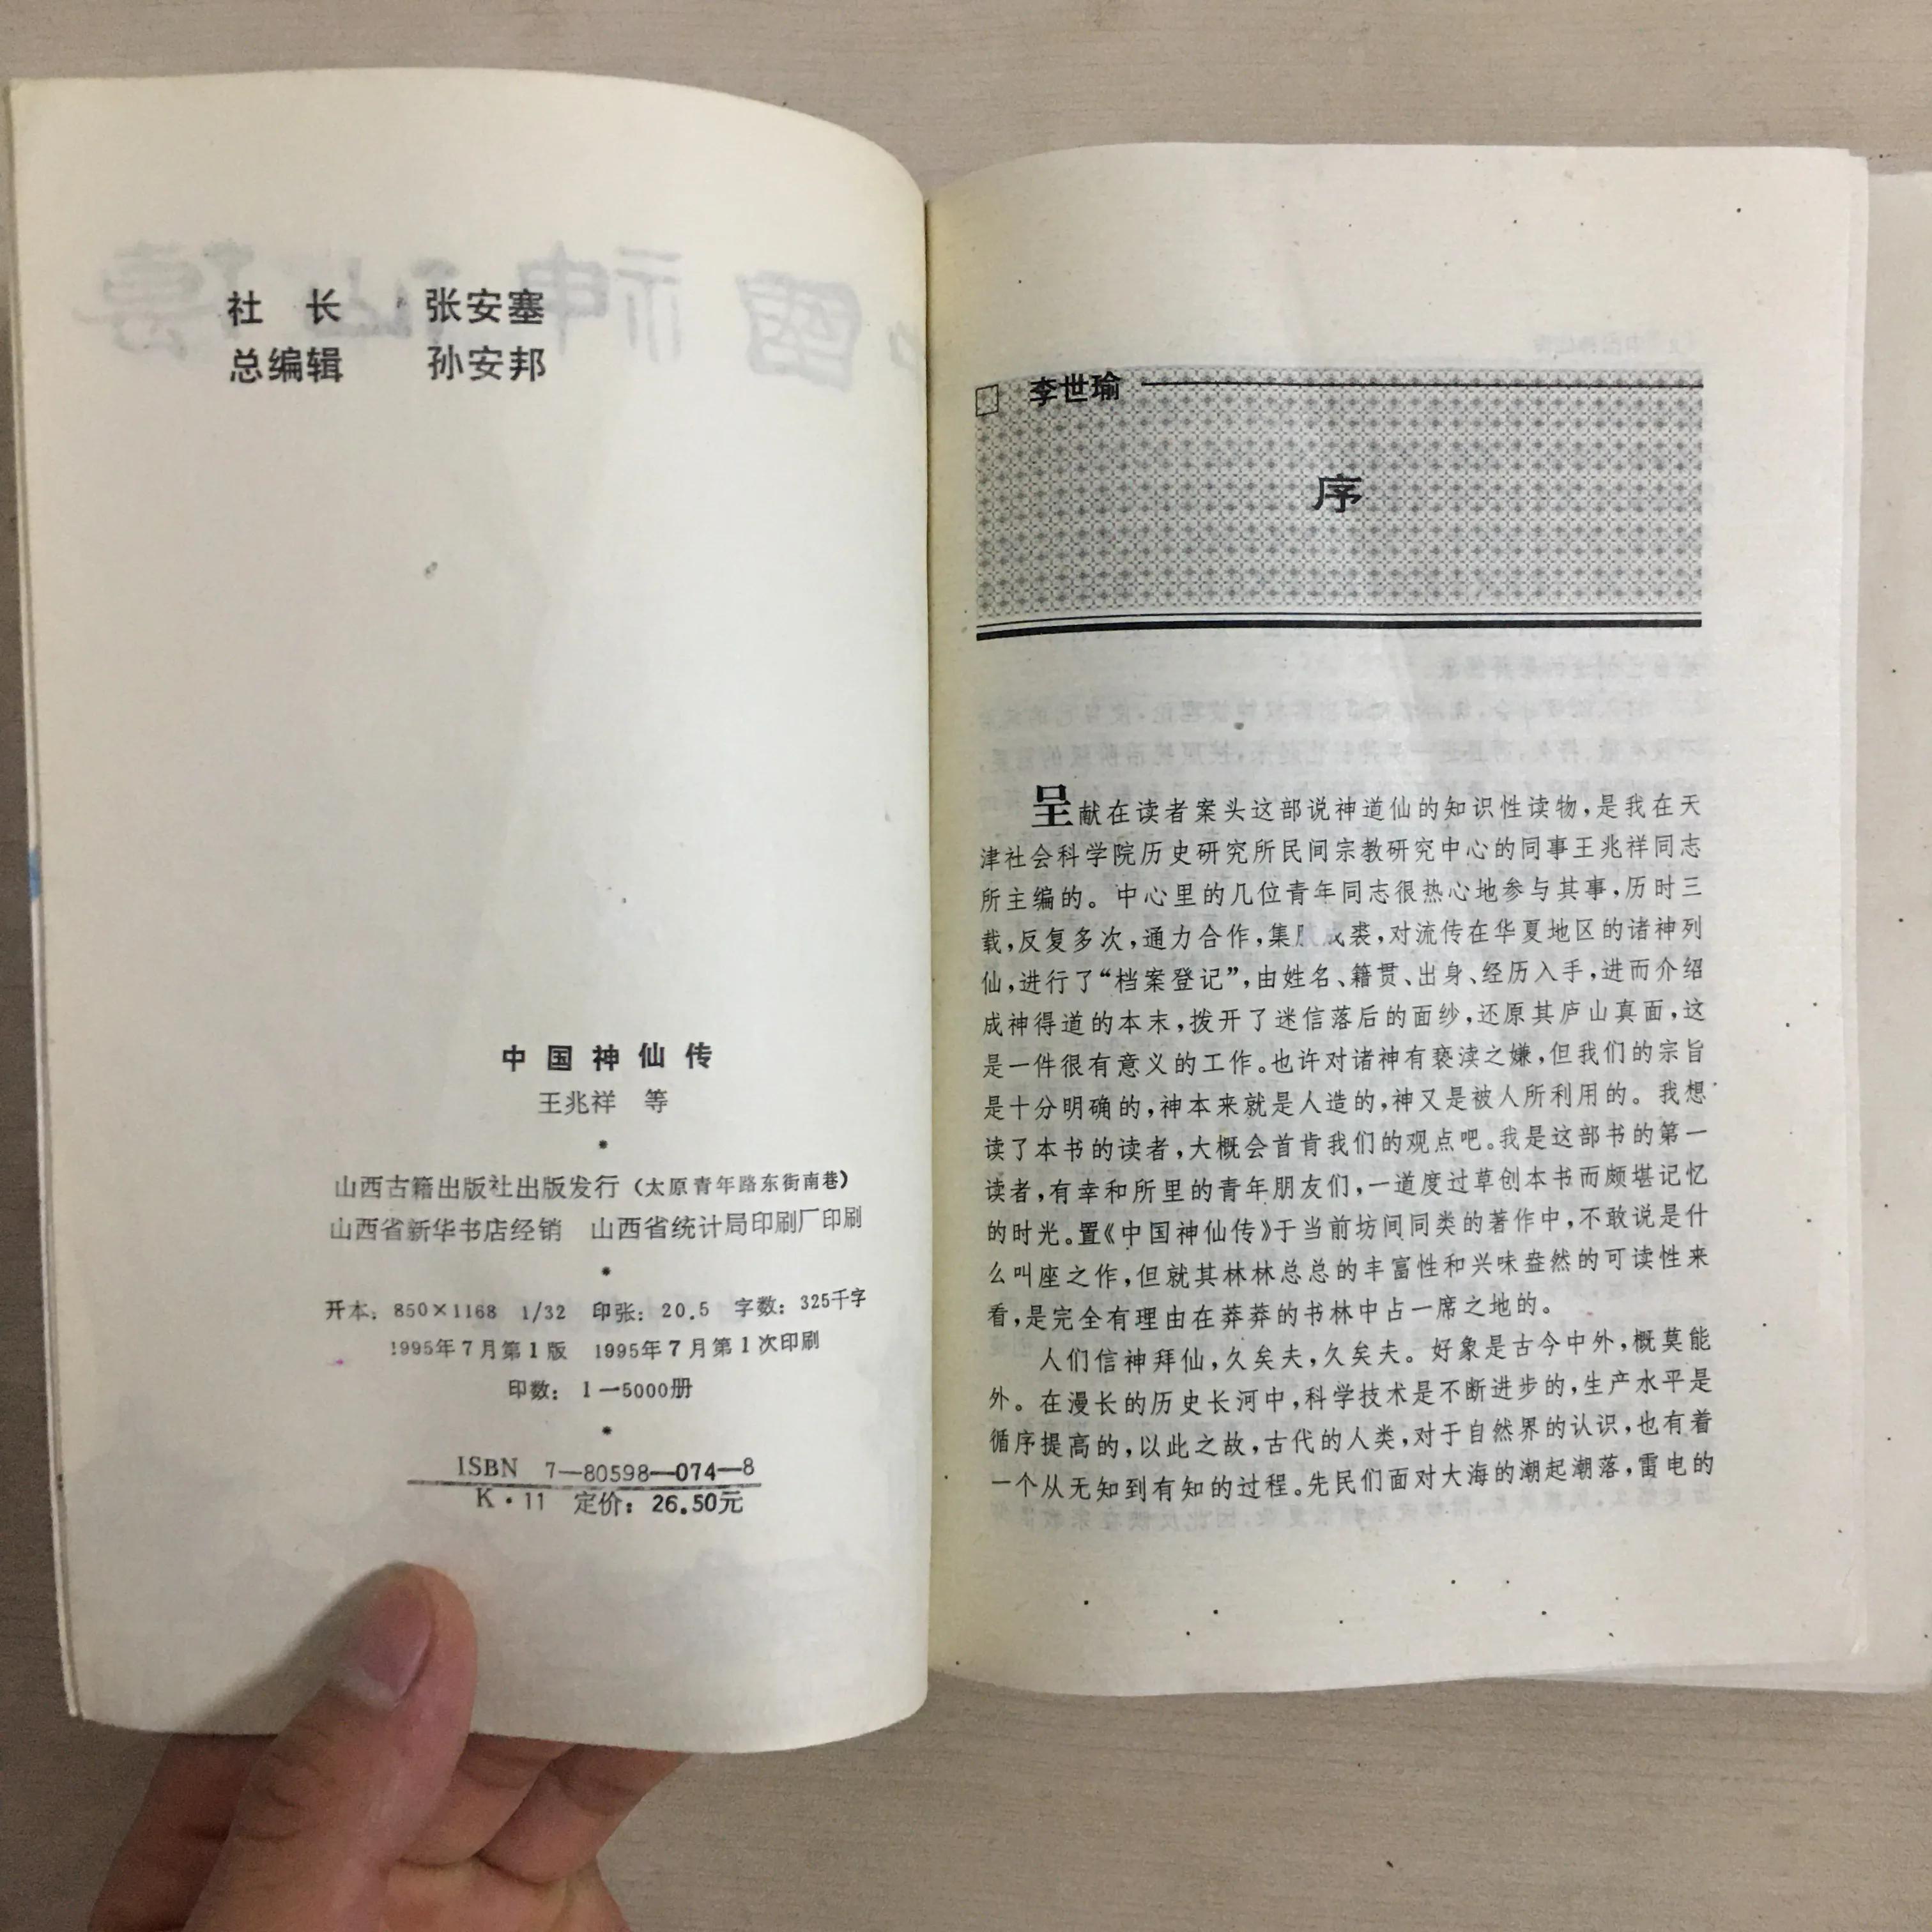 社　长　张安塞
总编辑　孙安邦
中国神仙传
王兆祥　等
山西古籍出版社出版发行（太原青年路东街南巷）
山西省新华书店经销　山西省统计局印刷厂印刷
开本：850×1168　1/32　印张：20.5　字数：325千字
1995年7月第1版　1995年7月第1次印刷
印数：1—5000册
ISBN　7—80598—074—8
K·11　定价：26.50元
李世瑜
序
呈献在读者案头这部说神道仙的知识性读物，是我在天
津社会科学院历史研究所民间宗教研究中心的同事王兆祥同志
所主编的。中心里的几位青年同志很热心地参与其事，历时三
载，反复多次，通力合作，集成裘，对流传在华夏地区的诸神列
仙，进行了“档案登记”，由姓名、籍贯、出身、经历入手，进而介绍
成神得道的本末，拨开了迷信落后的面纱，还原其庐山真面，这
是一件很有意义的工作。也许对诸神有亵渎之嫌，但我们的宗旨
是十分明确的，神本来就是人造的，神又是被人所利用的。我想
读了本书的读者，大概会首肯我们的观点吧。我是这部书的第一
读者，有幸和所里的青年朋友们，一道度过草创本书而颇堪记忆
的时光。置《中国神仙传》于当前坊间同类的著作中，不敢说是什
么叫座之作，但就其林林总总的丰富性和兴味盎然的可读性来
看，是完全有理由在莽莽的书林中占一席之地的。
人们信神拜仙，久矣夫，久矣夫。好象是古今中外，概莫能
外。在漫长的历史长河中，科学技术是不断进步的，生产水平是
循序提高的，以此之故，古代的人类，对于自然界的认识，也有着
一个从无知到有知的过程。先民们面对大海的潮起潮落，雷电的